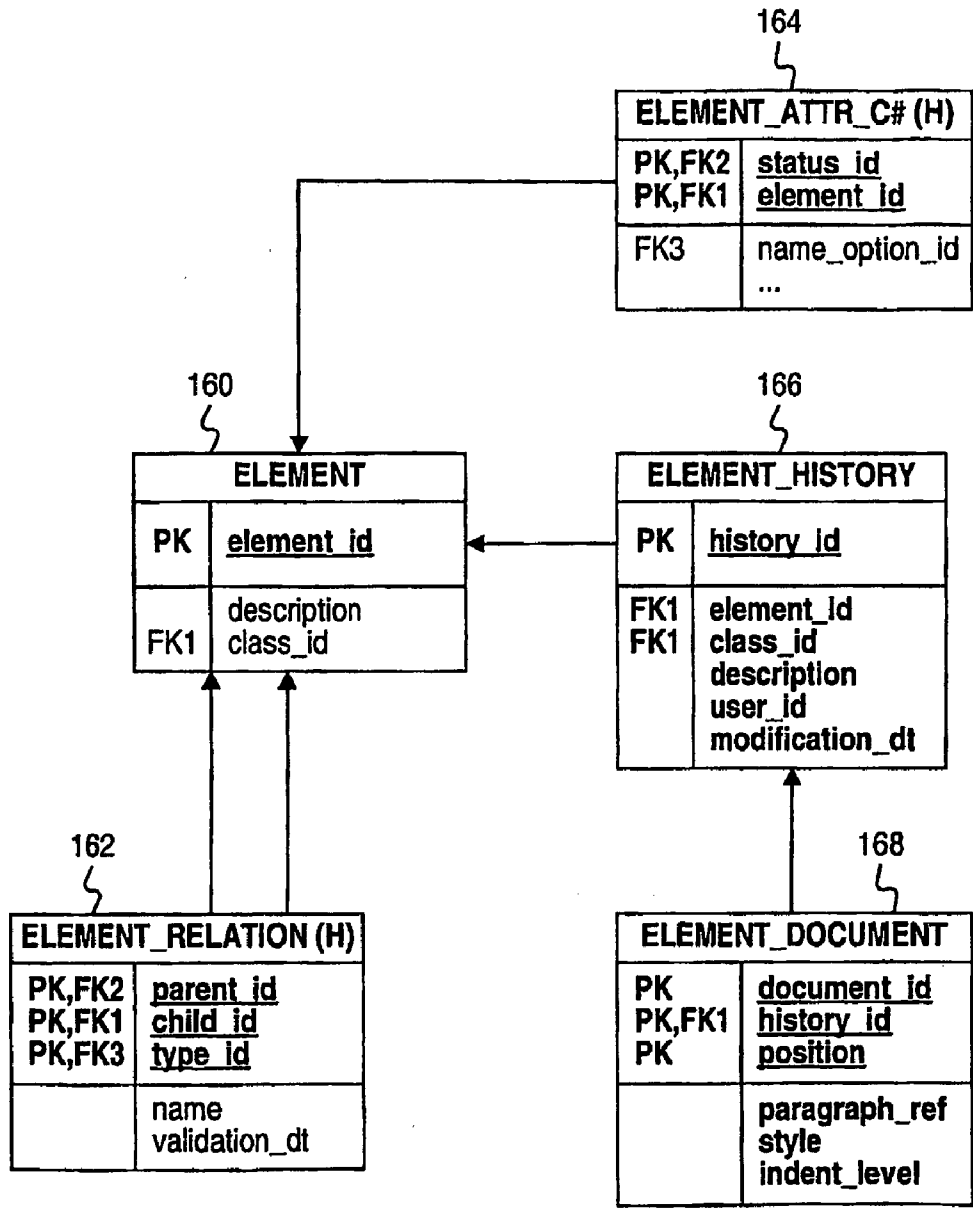 164
ELEMENT_ATTR_C# (H)
PK,FK2 status_id
PK,FK1 element_id
FK3 name_option_id
...
160
ELEMENT
PK element_id
description
FK1 class_id
166
ELEMENT_HISTORY
PK history_id
FK1 element_id
FK1 class_id
description
user_id
modification_dt
162
ELEMENT_RELATION (H)
PK,FK2 parent_id
PK,FK1 child_id
PK,FK3 type_id
name
validation_dt
168
ELEMENT_DOCUMENT
PK document_id
PK,FK1 history_id
PK position
paragraph_ref
style
indent_level